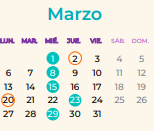 Marzo
LUN. MAR. MIÉ. JUE. VIE. SÁB. DOM.
1 2 3 4 5
6 7 8 9 10 11 12
13 14 15 16 17 18 19
20 21 22 23 24 25 26
27 28 29 30 31